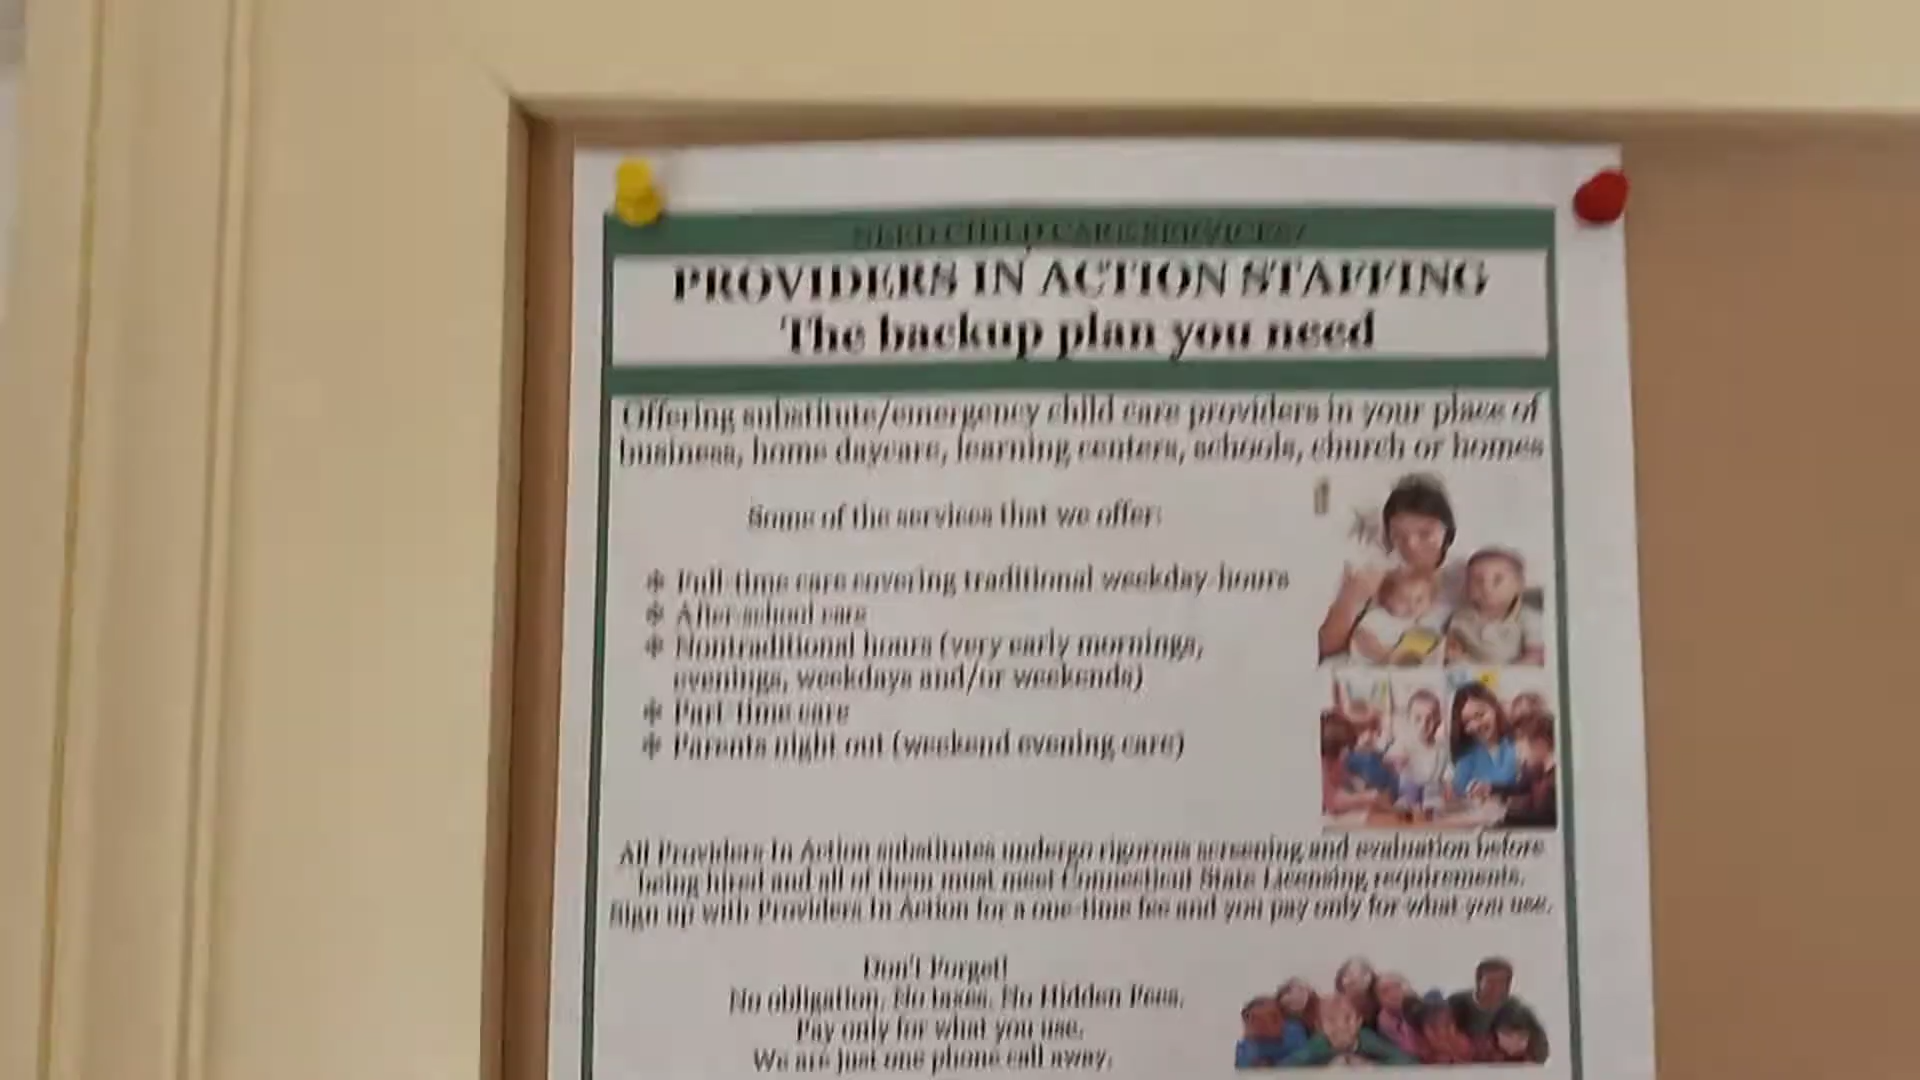 NEED CHILD CARE SERVICES?
PROVIDERS IN ACTION STAFFING
The backup plan you need
Offering substitute/emergency child care providers in your place of
business, home daycare, learning centers, schools, church or homes
Some of the services that we offer:
Full-time care covering traditional weekday-hours
After-school care
Nontraditional hours (very early mornings,
evenings, weekdays and/or weekends)
Part-time care
Parents night out (weekend evening care)
All Providers In Action substitutes undergo rigorous screening and evaluation before
being hired and all of them must meet Connecticut State Licensing requirements.
Sign up with Providers In Action for a one-time fee and you pay only for what you use.
Don't Forget!
No obligation. No taxes. No Hidden Fees.
Pay only for what you use.
We are just one phone call away.